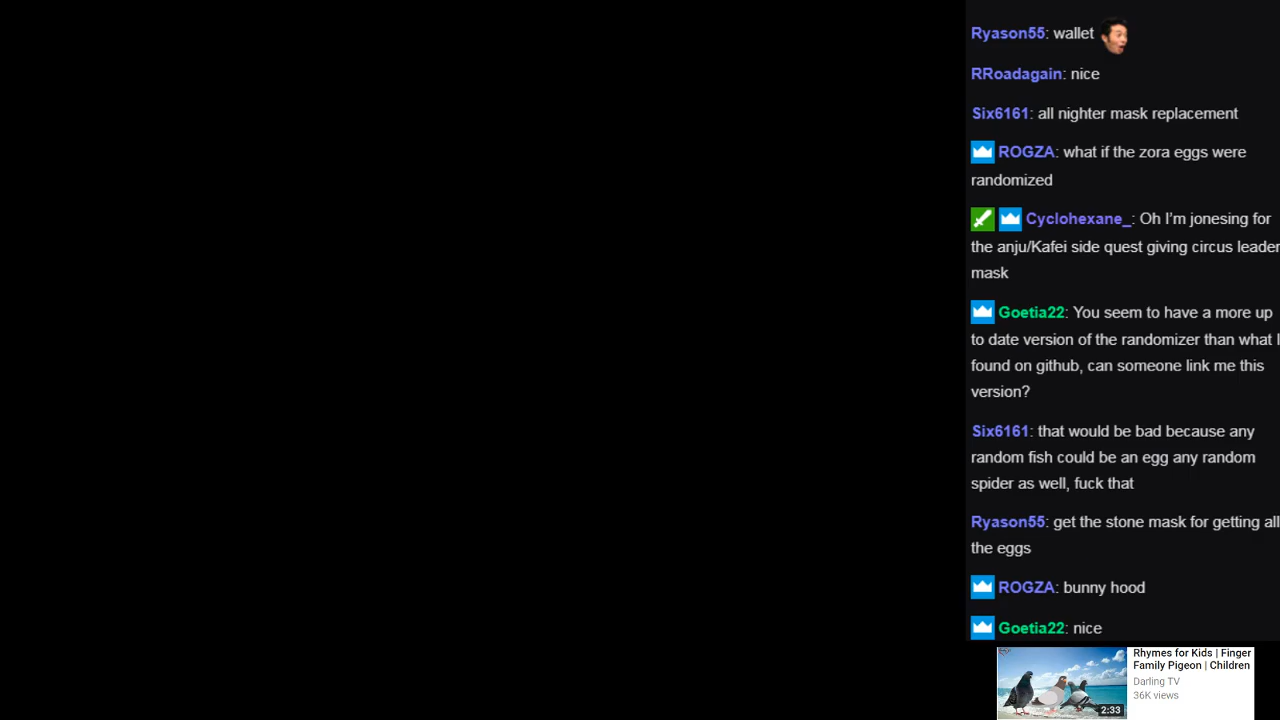 Ryason55: wallet
RRoadagain: nice
Six6161: all nighter mask replacement
ROGZA: what if the zora eggs were
randomized
Cyclohexane_: Oh I'm jonesing for
the anju/Kafei side quest giving circus leader
mask
Goetia22: You seem to have a more up
to date version of the randomizer than what I
found on github, can someone link me this
version?
Six6161: that would be bad because any
random fish could be an egg any random
spider as well, fuck that
Ryason55: get the stone mask for getting all
the eggs
ROGZA: bunny hood
Goetia22: nice
Rhymes for Kids | Finger
Family Pigeon | Children
Darling TV
36K views
2:33